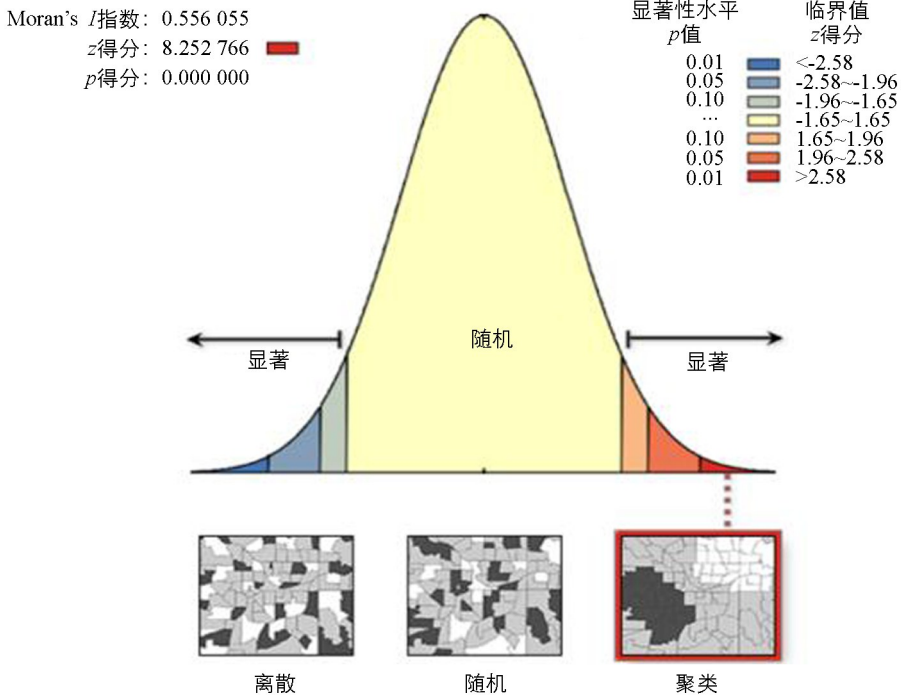 Moran's I指数: 0.556 055
z得分: 8.252 766
p得分: 0.000 000
显著性水平 临界值
p值 z得分
0.01 <-2.58
0.05 -2.58~-1.96
0.10 -1.96~-1.65
... -1.65~1.65
0.10 1.65~1.96
0.05 1.96~2.58
0.01 >2.58
随机
显著 显著
离散 随机 聚类